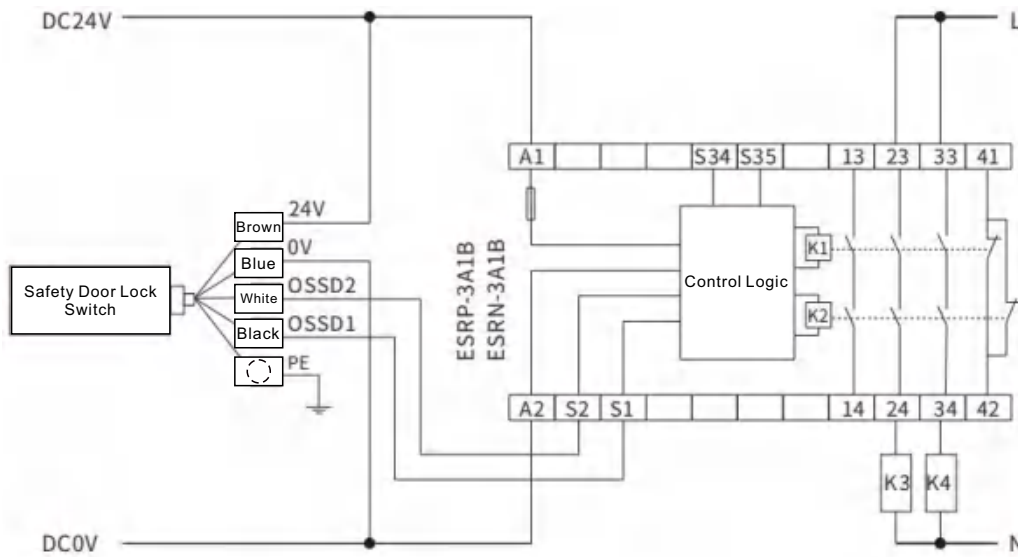 DC24V
L
A1
S34
S35
13
23
33
41
24V
Brown
0V
Blue
Safety Door Lock
Switch
OSSD2
White
OSSD1
Black
PE
ESRP-3A1B
ESRN-3A1B
Control Logic
K1
K2
A2
S2
S1
14
24
34
42
K3
K4
DC0V
N